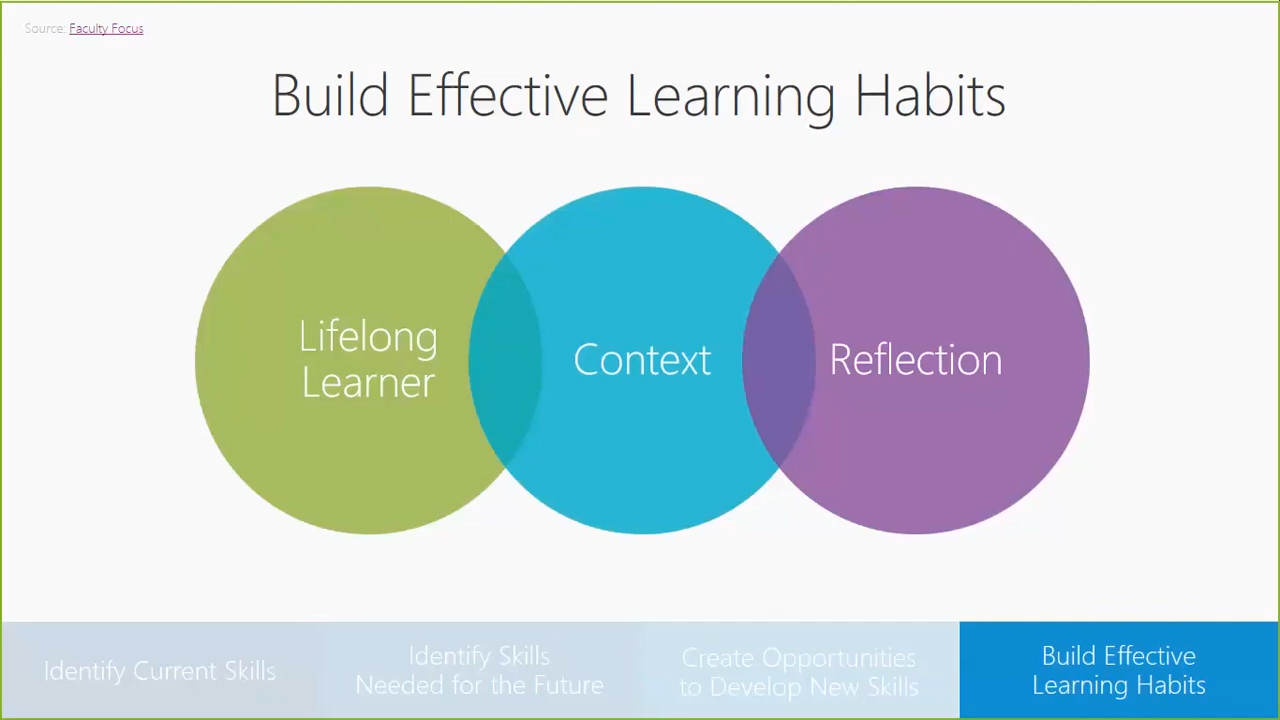 Source: Faculty Focus
Build Effective Learning Habits
Lifelong
Learner
Context
Reflection
Identify Current Skills
Identify Skills
Needed for the Future
Create Opportunities
to Develop New Skills
Build Effective
Learning Habits